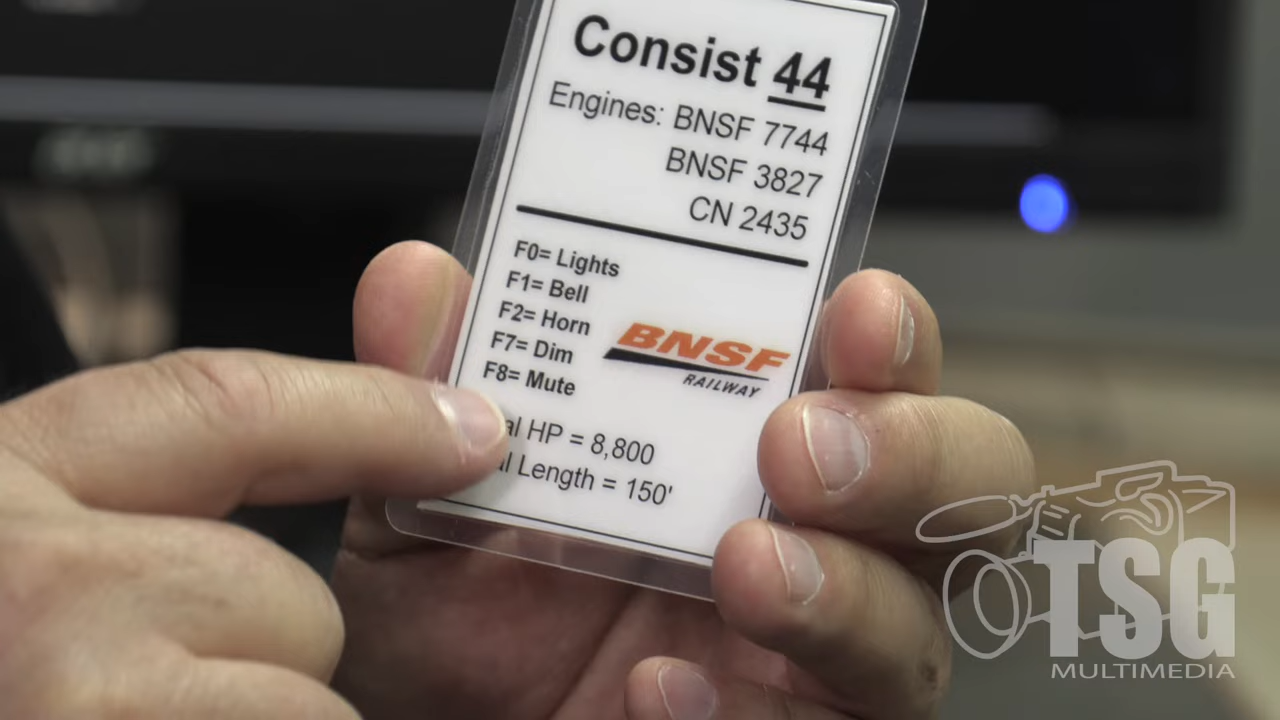 Consist 44
Engines: BNSF 7744
BNSF 3827
CN 2435
F0= Lights
F1= Bell
F2= Horn
F7= Dim
F8= Mute
BNSF
RAILWAY
al HP = 8,800
al Length = 150'
TSG
MULTIMEDIA